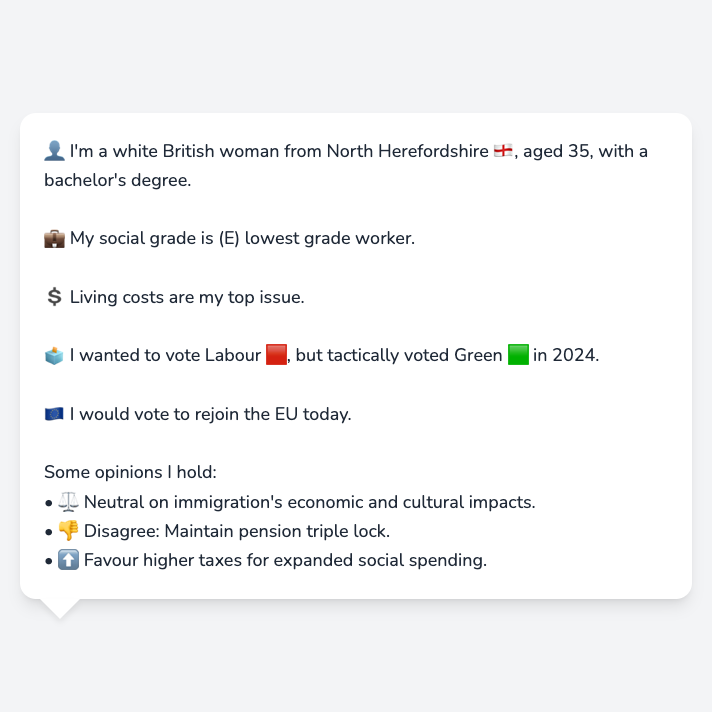 👤 I'm a white British woman from North Herefordshire 🏴󠁧󠁢󠁥󠁮󠁧󠁿, aged 35, with a
bachelor's degree.
💼 My social grade is (E) lowest grade worker.
💲 Living costs are my top issue.
🗳️ I wanted to vote Labour 🟥, but tactically voted Green 🟩 in 2024.
🇪🇺 I would vote to rejoin the EU today.
Some opinions I hold:
• ⚖️ Neutral on immigration's economic and cultural impacts.
• 👎 Disagree: Maintain pension triple lock.
• ⬆️ Favour higher taxes for expanded social spending.